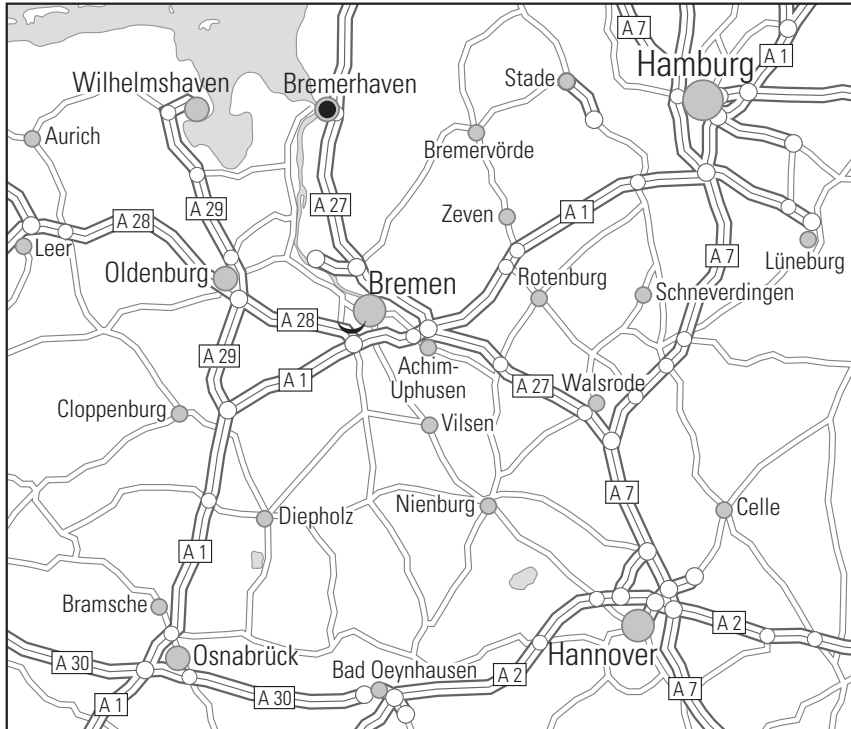 A 7
Hamburg
A 1
Wilhelmshaven
Bremerhaven
Stade
Aurich
Bremervörde
A 28
A 29
A 27
Zeven
A 1
Leer
A 7
Lüneburg
Oldenburg
Bremen
Rotenburg
Schneverdingen
A 28
A 29
A 1
Achim-
Uphusen
A 27
Walsrode
Cloppenburg
Vilsen
A 7
Diepholz
Nienburg
Celle
A 1
Bramsche
A 2
Osnabrück
Hannover
A 30
Bad Oeynhausen
A 2
A 7
A 30
A 1